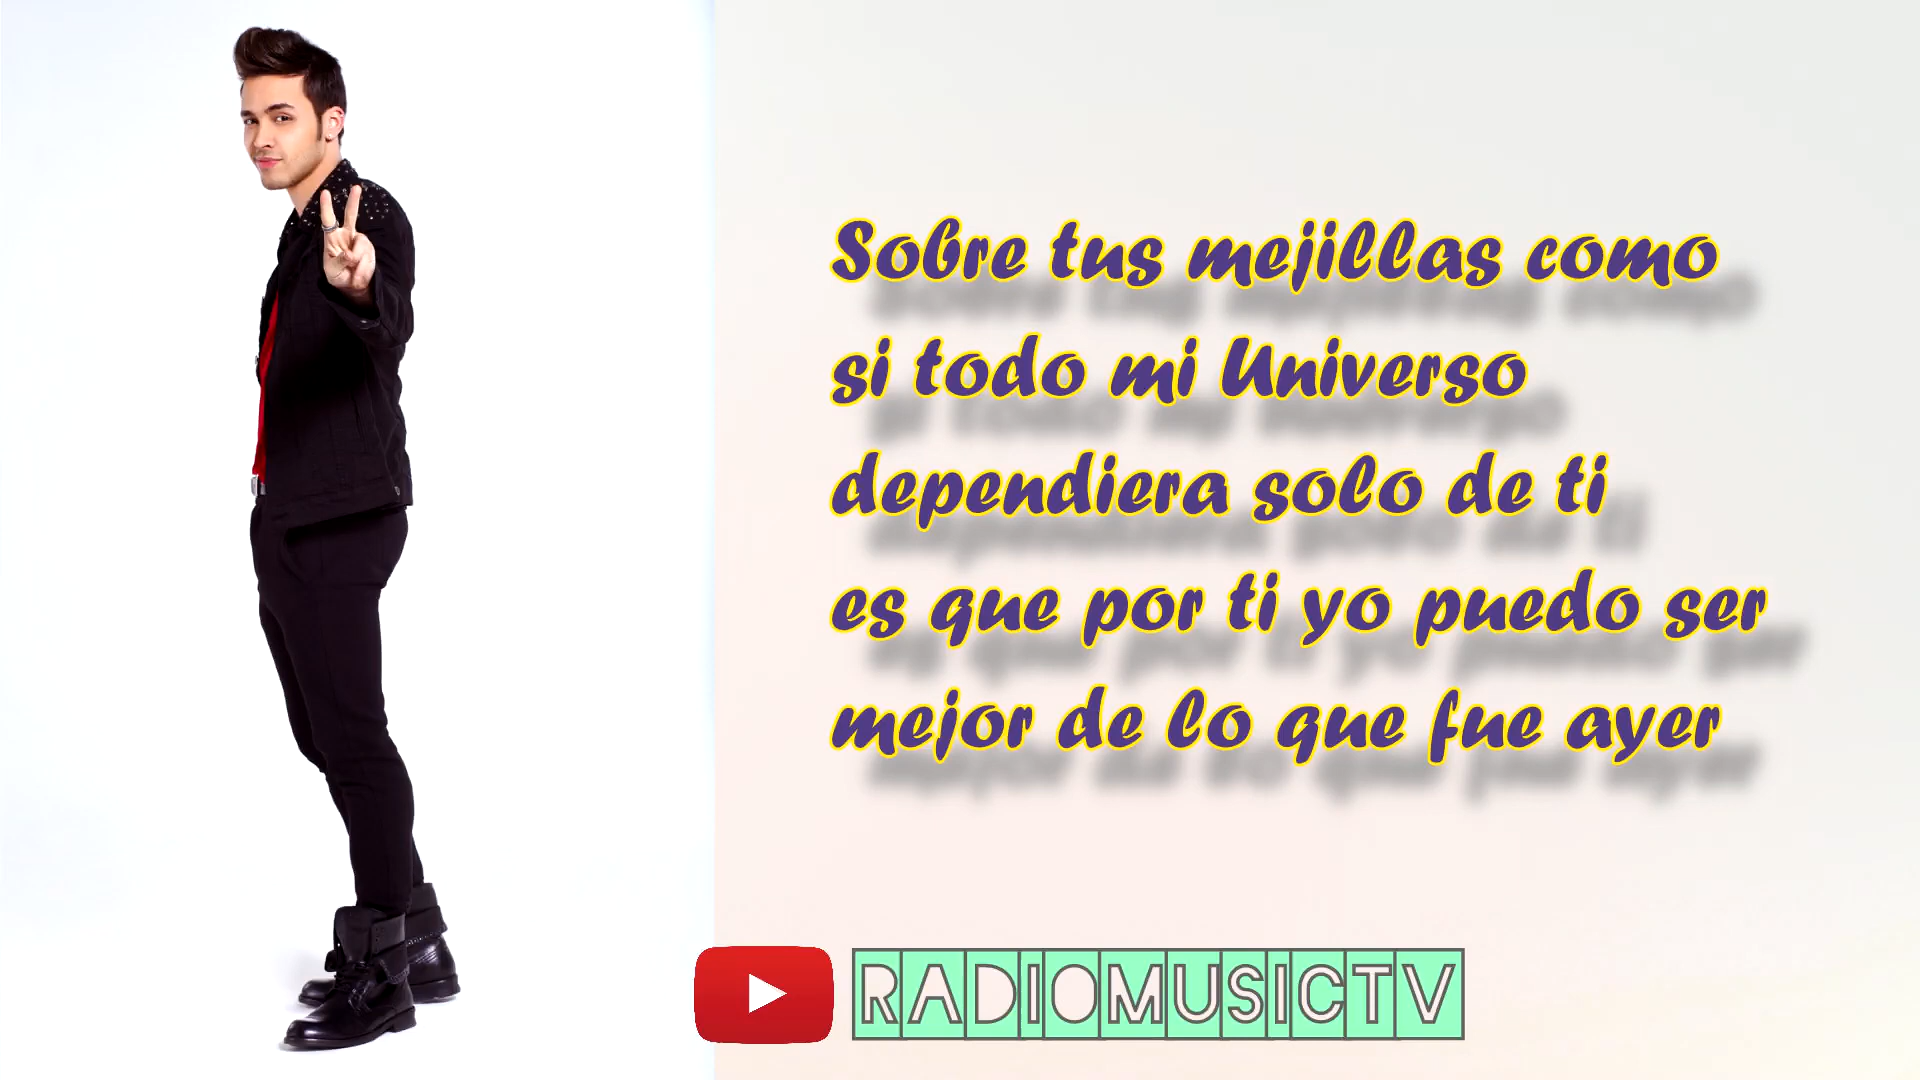 Sobre tus mejillas como
si todo mi Universo
dependiera solo de ti
es que por ti yo puedo ser
mejor de lo que fue ayer
RADIOMUSICTV